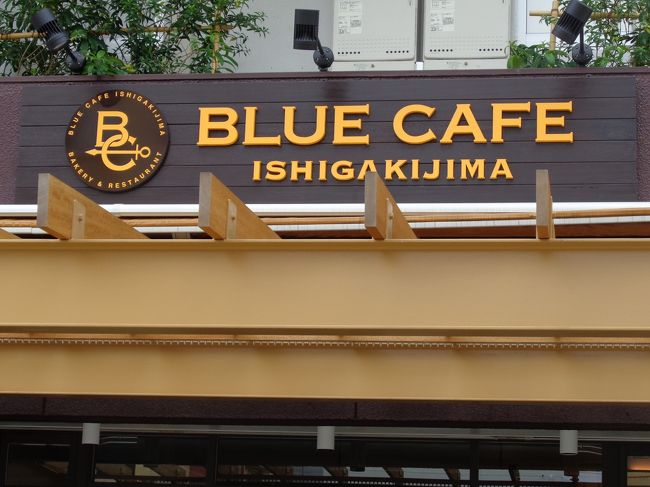 BLUE CAFE ISHIGAKIJIMA
BC
BAKERY & RESTAURANT
BLUE CAFE
ISHIGAKIJIMA